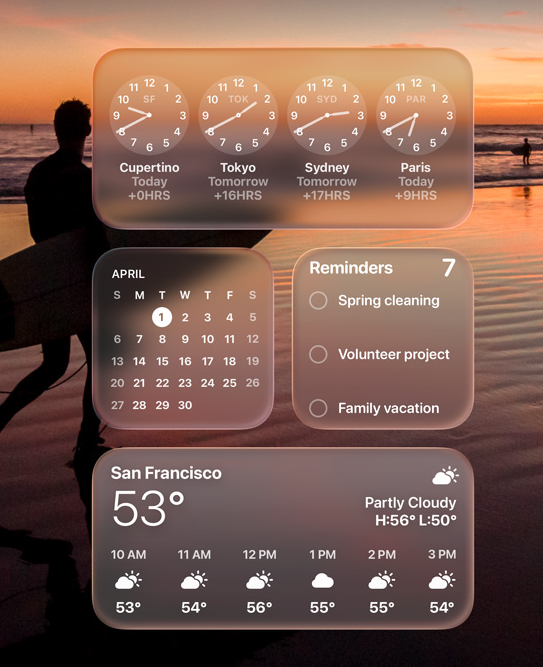 12
11
1
10
SF
2
9
3
8
4
7
5
6
12
11
1
10
TOK
2
9
3
8
4
7
5
6
12
11
1
10
SYD
2
9
3
8
4
7
5
6
12
11
1
10
PAR
2
9
3
8
4
7
5
6
Cupertino
Today
+0HRS
Tokyo
Tomorrow
+16HRS
Sydney
Tomorrow
+17HRS
Paris
Today
+9HRS
APRIL
S M T W T F S
1 2 3 4 5
6 7 8 9 10 11 12
13 14 15 16 17 18 19
20 21 22 23 24 25 26
27 28 29 30
Reminders 7
Spring cleaning
Volunteer project
Family vacation
San Francisco
53°
Partly Cloudy
H:56° L:50°
10 AM 11 AM 12 PM 1 PM 2 PM 3 PM
53° 54° 56° 55° 55° 54°